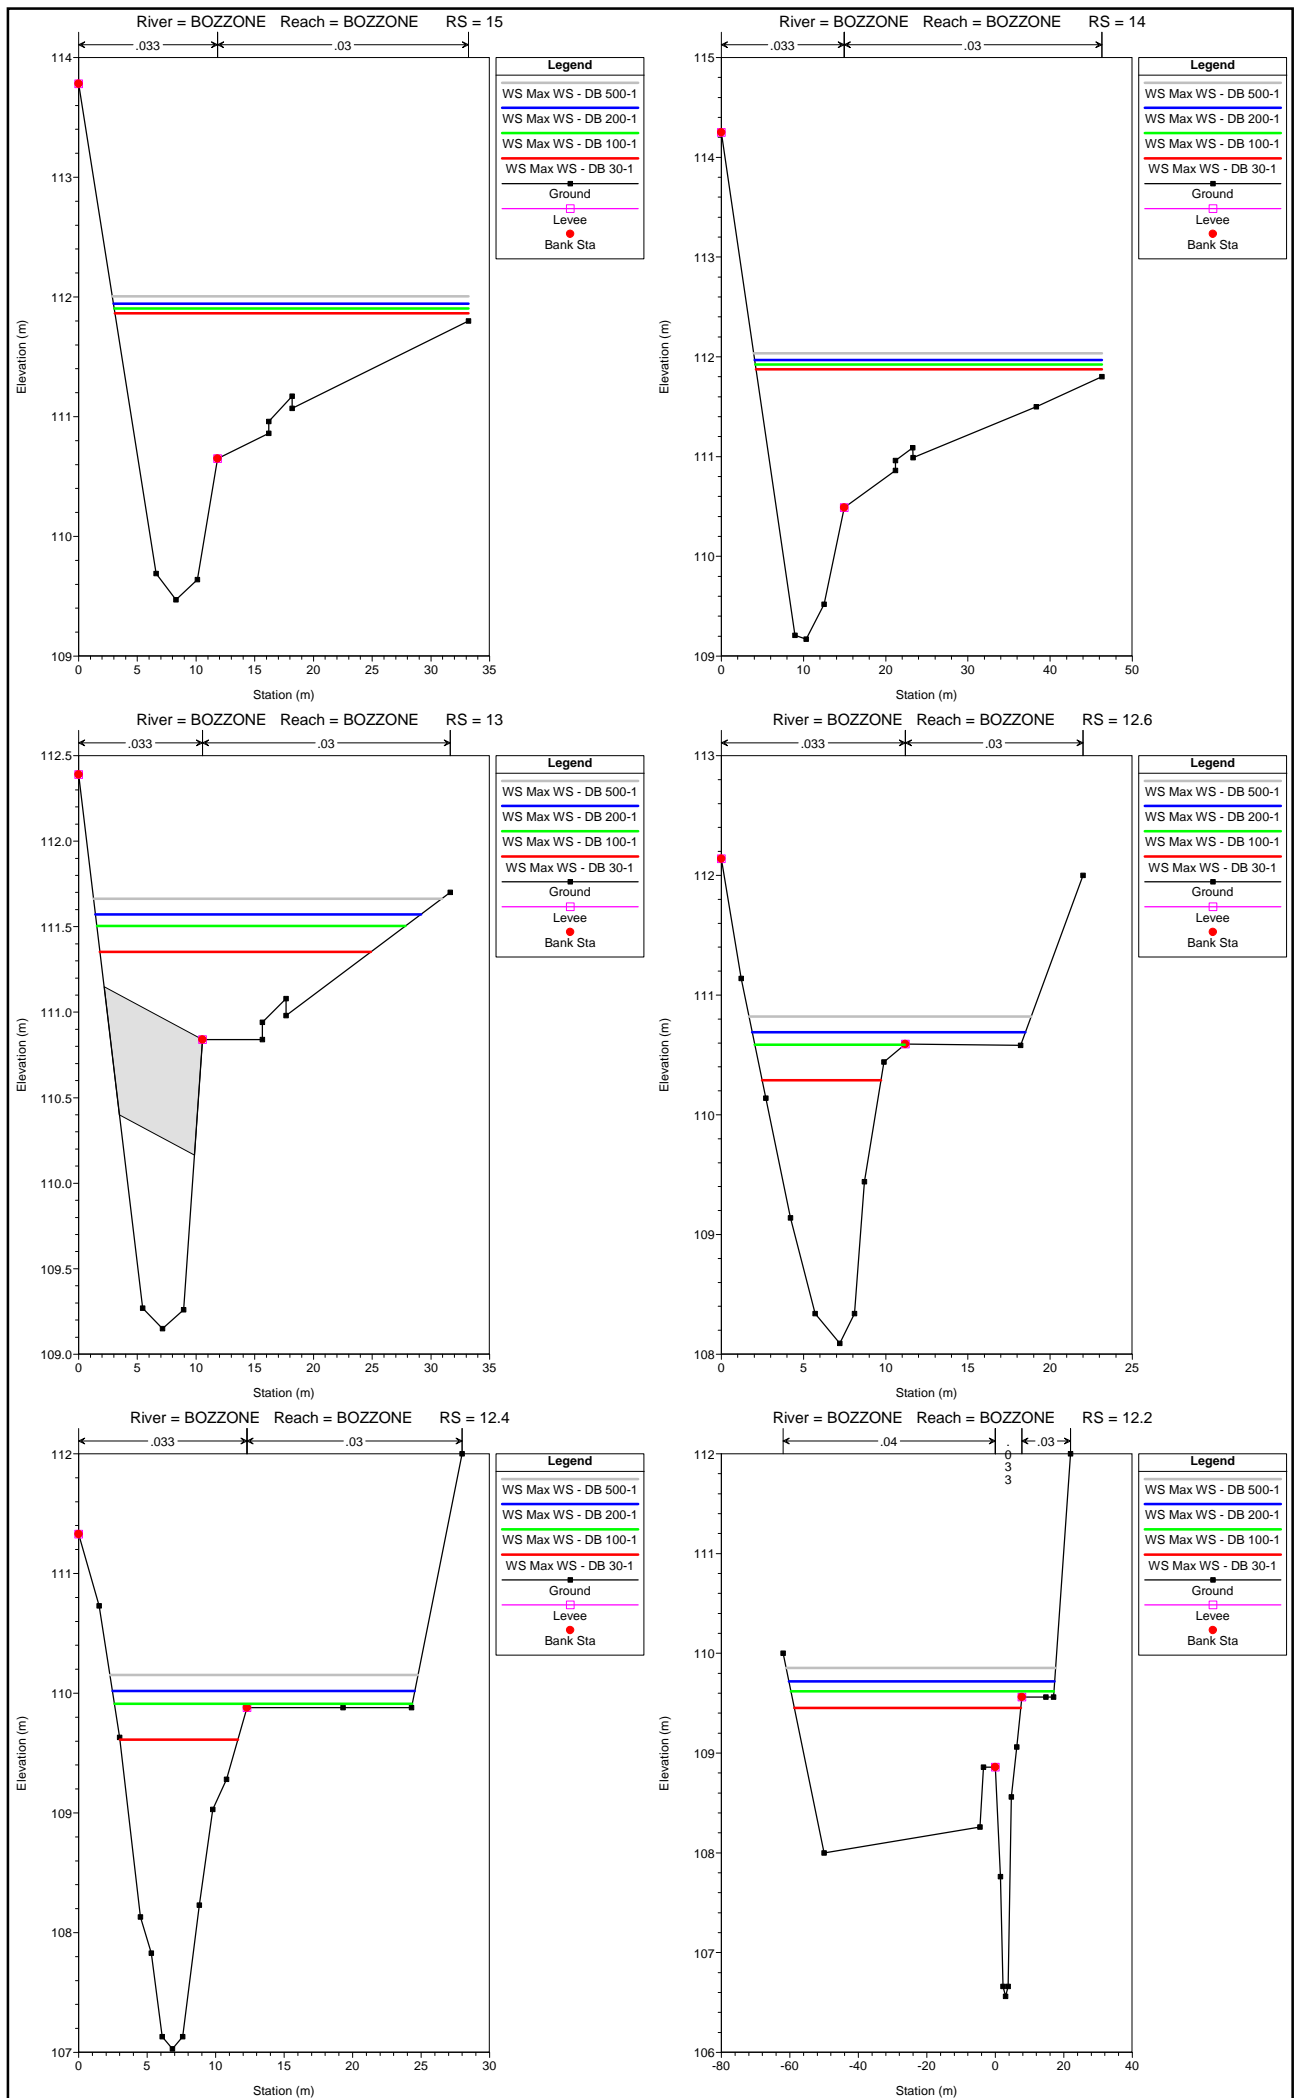 River = BOZZONE Reach = BOZZONE RS = 15
.033 .03
114
113
112
111
110
109
Elevation (m)
0 5 10 15 20 25 30 35
Station (m)
Legend
WS Max WS - DB 500-1
WS Max WS - DB 200-1
WS Max WS - DB 100-1
WS Max WS - DB 30-1
Ground
Levee
Bank Sta
River = BOZZONE Reach = BOZZONE RS = 14
.033 .03
115
114
113
112
111
110
109
Elevation (m)
0 10 20 30 40 50
Station (m)
Legend
WS Max WS - DB 500-1
WS Max WS - DB 200-1
WS Max WS - DB 100-1
WS Max WS - DB 30-1
Ground
Levee
Bank Sta
River = BOZZONE Reach = BOZZONE RS = 13
.033 .03
112.5
112.0
111.5
111.0
110.5
110.0
109.5
109.0
Elevation (m)
0 5 10 15 20 25 30 35
Station (m)
Legend
WS Max WS - DB 500-1
WS Max WS - DB 200-1
WS Max WS - DB 100-1
WS Max WS - DB 30-1
Ground
Levee
Bank Sta
River = BOZZONE Reach = BOZZONE RS = 12.6
.033 .03
113
112
111
110
109
108
Elevation (m)
0 5 10 15 20 25
Station (m)
Legend
WS Max WS - DB 500-1
WS Max WS - DB 200-1
WS Max WS - DB 100-1
WS Max WS - DB 30-1
Ground
Levee
Bank Sta
River = BOZZONE Reach = BOZZONE RS = 12.4
.033 .03
112
111
110
109
108
107
Elevation (m)
0 5 10 15 20 25 30
Station (m)
Legend
WS Max WS - DB 500-1
WS Max WS - DB 200-1
WS Max WS - DB 100-1
WS Max WS - DB 30-1
Ground
Levee
Bank Sta
River = BOZZONE Reach = BOZZONE RS = 12.2
.04 .033 .03
112
111
110
109
108
107
106
Elevation (m)
-80 -60 -40 -20 0 20 40
Station (m)
Legend
WS Max WS - DB 500-1
WS Max WS - DB 200-1
WS Max WS - DB 100-1
WS Max WS - DB 30-1
Ground
Levee
Bank Sta